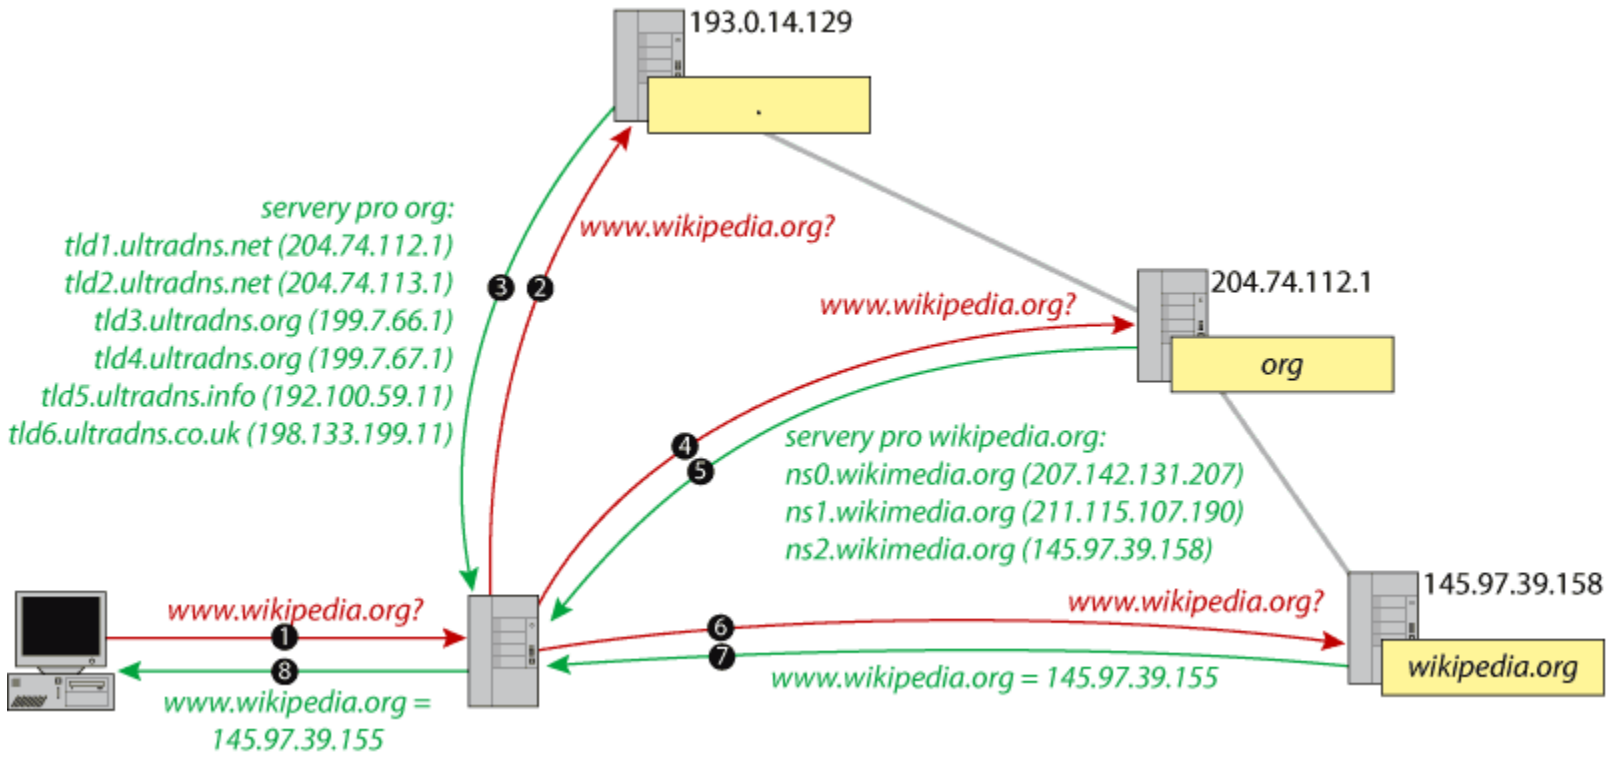 193.0.14.129
.
servery pro org:
tld1.ultradns.net (204.74.112.1)
tld2.ultradns.net (204.74.113.1)
tld3.ultradns.org (199.7.66.1)
tld4.ultradns.org (199.7.67.1)
tld5.ultradns.info (192.100.59.11)
tld6.ultradns.co.uk (198.133.199.11)
www.wikipedia.org?
3
2
204.74.112.1
www.wikipedia.org?
org
4
5
servery pro wikipedia.org:
ns0.wikimedia.org (207.142.131.207)
ns1.wikimedia.org (211.115.107.190)
ns2.wikimedia.org (145.97.39.158)
145.97.39.158
www.wikipedia.org?
1
8
www.wikipedia.org =
145.97.39.155
www.wikipedia.org?
6
7
www.wikipedia.org = 145.97.39.155
wikipedia.org